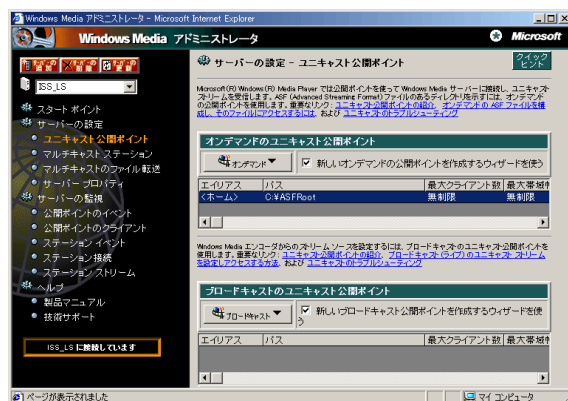 Windows Media アドミニストレータ - Microsoft Internet Explorer
Windows Media アドミニストレータ
Microsoft
ISS_LS
スタート ポイント
サーバーの設定
ユニキャスト公開ポイント
マルチキャスト ステーション
マルチキャストのファイル転送
サーバー プロパティ
サーバーの監視
公開ポイントのイベント
公開ポイントのクライアント
ステーション イベント
ステーション接続
ステーション ストリーム
ヘルプ
製品マニュアル
技術サポート
ISS_LS に接続しています
サーバーの設定 - ユニキャスト公開ポイント
クイック
ヒント
Microsoft(R) Windows(R) Media Player では公開ポイントを使って Windows Media サーバーに接続し、ユニキャスト
ストリームを受信します。ASF (Advanced Streaming Format) ファイルのあるディレクトリを示すには、オンデマンド
の公開ポイントを使用します。重要なリンク: ユニキャスト公開ポイントの紹介、オンデマンドの ASF ファイルを構
成し、そのファイルにアクセスするには、および ユニキャストのトラブルシューティング
オンデマンドのユニキャスト公開ポイント
オンデマンド
新しいオンデマンドの公開ポイントを作成するウィザードを使う
エイリアス パス 最大クライアント数 最大帯域幅
<ホーム> C:¥ASFRoot 無制限 無制限
Windows Media エンコーダからのストリーム ソースを設定するには、ブロードキャストのユニキャスト公開ポイントを
使用します。重要なリンク: ユニキャスト公開ポイントの紹介、ブロードキャスト (ライブ) のユニキャスト ストリーム
を設定しアクセスする方法、および ユニキャストのトラブルシューティング
ブロードキャストのユニキャスト公開ポイント
ブロードキャスト
新しいブロードキャスト公開ポイントを作成するウィザードを使
う
エイリアス パス 最大クライアント数 最大帯域幅
ページが表示されました
マイ コンピュータ